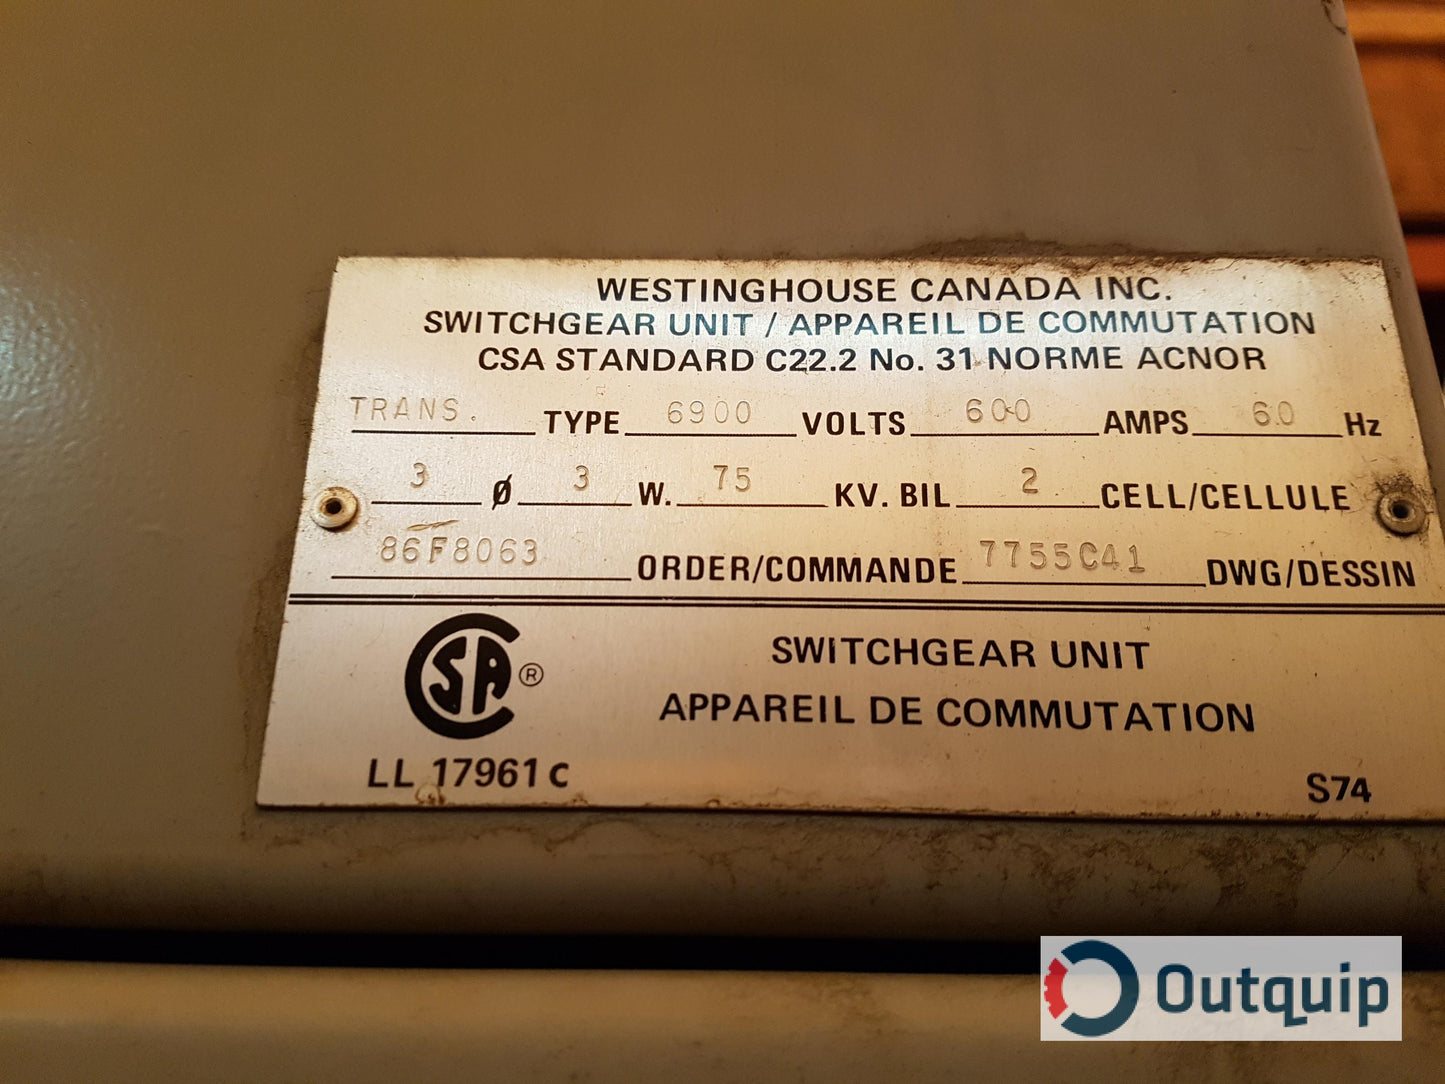 WESTINGHOUSE CANADA INC.
SWITCHGEAR UNIT / APPAREIL DE COMMUTATION
CSA STANDARD C22.2 No. 31 NORME ACNOR
TRANS. TYPE 6900 VOLTS 600 AMPS 60 Hz
3 Ø 3 W. 75 KV. BIL 2 CELL/CELLULE
86F8063 ORDER/COMMANDE 7755C41 DWG/DESSIN
CSA ® SWITCHGEAR UNIT
APPAREIL DE COMMUTATION
LL 17961 C S74
Outquip